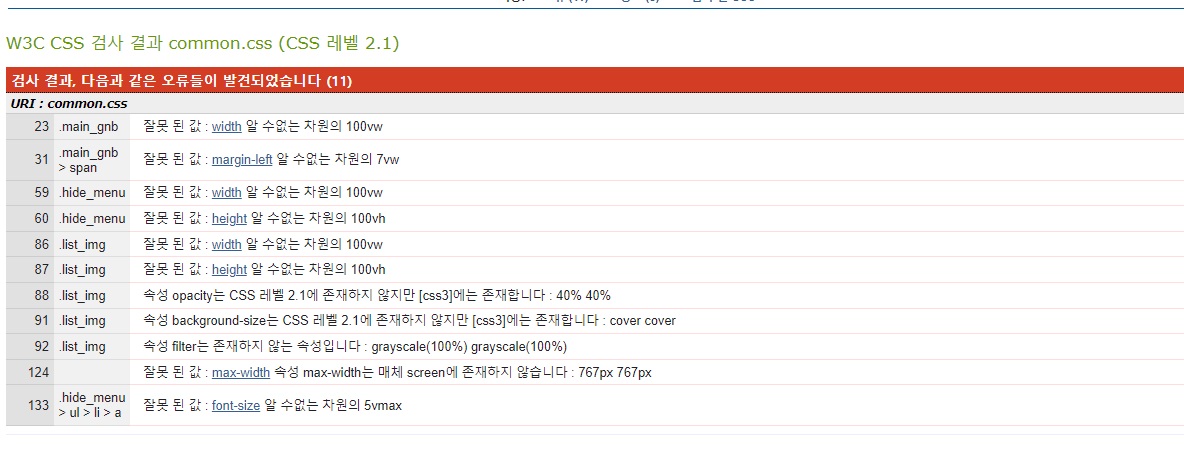 W3C CSS 검사 결과 common.css (CSS 레벨 2.1)
검사 결과, 다음과 같은 오류들이 발견되었습니다 (11)
URI : common.css
23 .main_gnb 잘못 된 값 : width 알 수없는 차원의 100vw
31 .main_gnb > span 잘못 된 값 : margin-left 알 수없는 차원의 7vw
59 .hide_menu 잘못 된 값 : width 알 수없는 차원의 100vw
60 .hide_menu 잘못 된 값 : height 알 수없는 차원의 100vh
86 .list_img 잘못 된 값 : width 알 수없는 차원의 100vw
87 .list_img 잘못 된 값 : height 알 수없는 차원의 100vh
88 .list_img 속성 opacity는 CSS 레벨 2.1에 존재하지 않지만 [css3]에는 존재합니다 : 40% 40%
91 .list_img 속성 background-size는 CSS 레벨 2.1에 존재하지 않지만 [css3]에는 존재합니다 : cover cover
92 .list_img 속성 filter는 존재하지 않는 속성입니다 : grayscale(100%) grayscale(100%)
124 잘못 된 값 : max-width 속성 max-width는 매체 screen에 존재하지 않습니다 : 767px 767px
133 .hide_menu > ul > li > a 잘못 된 값 : font-size 알 수없는 차원의 5vmax